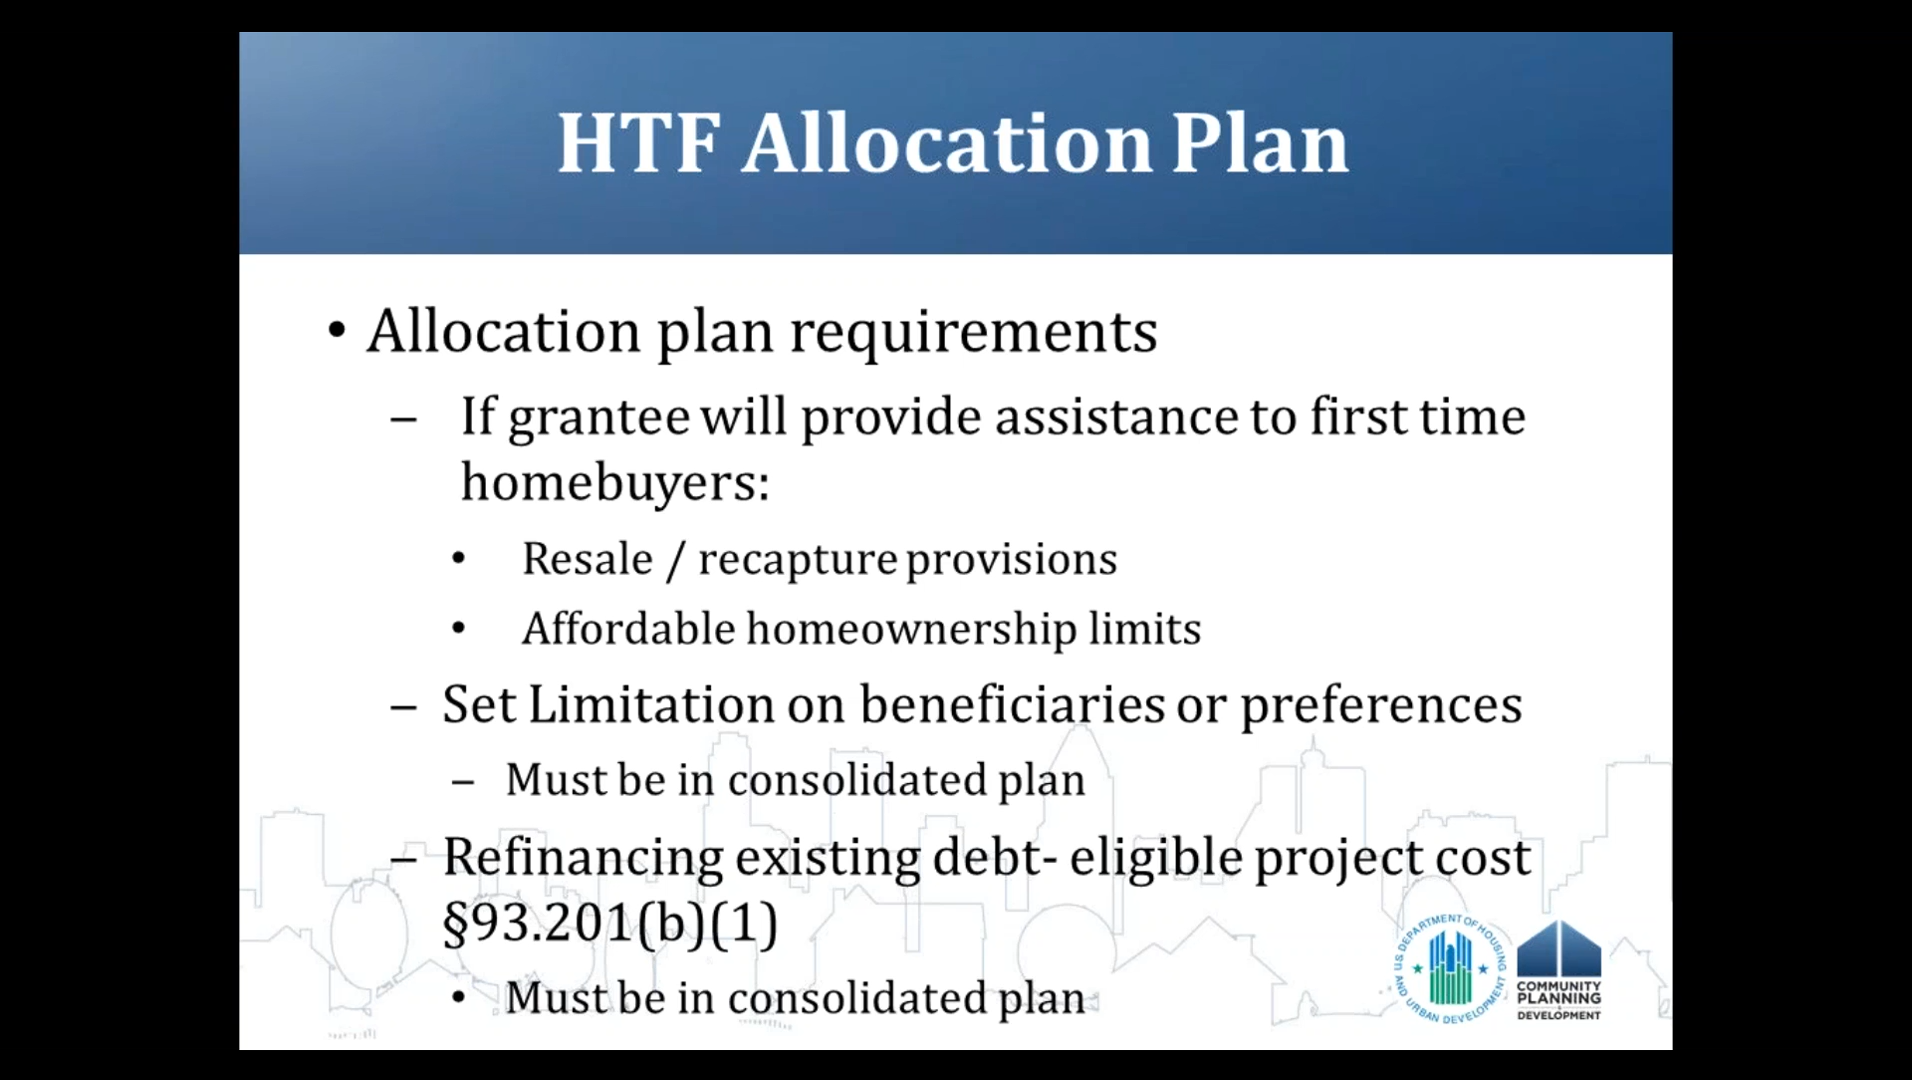 HTF Allocation Plan
• Allocation plan requirements
– If grantee will provide assistance to first time
homebuyers:
• Resale / recapture provisions
• Affordable homeownership limits
– Set Limitation on beneficiaries or preferences
– Must be in consolidated plan
– Refinancing existing debt- eligible project cost
§93.201(b)(1)
• Must be in consolidated plan
U.S. DEPARTMENT OF HOUSING AND URBAN DEVELOPMENT
COMMUNITY
PLANNING
DEVELOPMENT